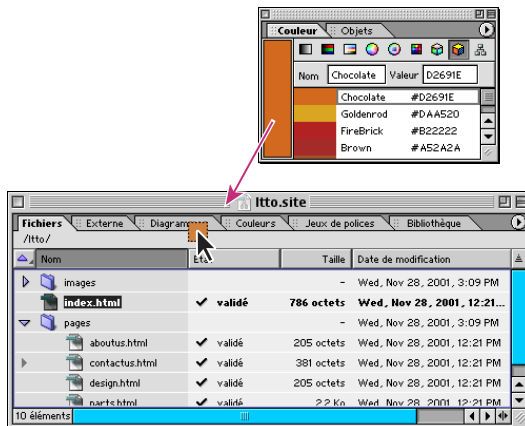 Couleur Objets
Nom Chocolate Valeur D2691E
Chocolate #D2691E
Goldenrod #DAA520
FireBrick #B22222
Brown #A52A2A
Itto.site
Fichiers Externe Couleurs Jeux de polices Bibliothèque
/Itto/
Nom Taille Date de modification
images - Wed, Nov 28, 2001, 3:09 PM
index.html validé 786 octets Wed, Nov 28, 2001, 12:21...
pages - Wed, Nov 28, 2001, 3:09 PM
aboutus.html validé 205 octets Wed, Nov 28, 2001, 12:21 PM
contactus.html validé 381 octets Wed, Nov 28, 2001, 12:21 PM
design.html validé 205 octets Wed, Nov 28, 2001, 12:21 PM
parts.html validé 2,2 Ko Wed, Nov 28, 2001, 12:21 PM
10 éléments